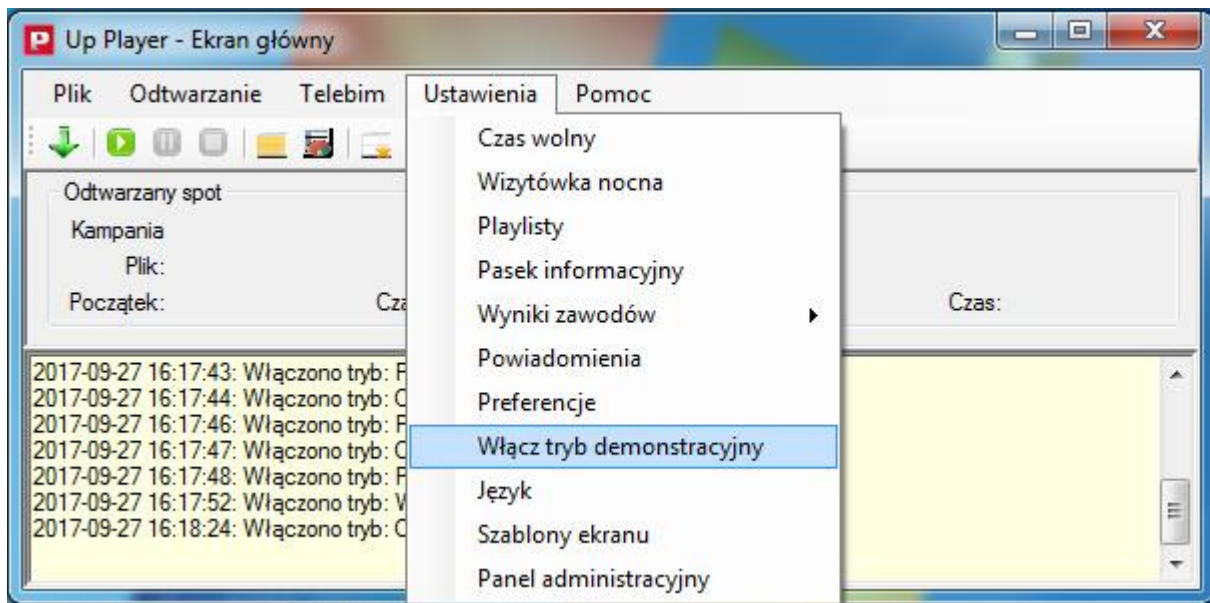 Up Player - Ekran główny
Plik Odtwarzanie Telebim Ustawienia Pomoc
Czas wolny
Wizytówka nocna
Playlisty
Pasek informacyjny
Wyniki zawodów
Powiadomienia
Preferencje
Włącz tryb demonstracyjny
Język
Szablony ekranu
Panel administracyjny
Odtwarzany spot
Kampania
Plik:
Początek:
Czas:
2017-09-27 16:17:43: Włączono tryb:
2017-09-27 16:17:44: Włączono tryb:
2017-09-27 16:17:46: Włączono tryb:
2017-09-27 16:17:47: Włączono tryb:
2017-09-27 16:17:48: Włączono tryb:
2017-09-27 16:17:52: Włączono tryb:
2017-09-27 16:18:24: Włączono tryb: